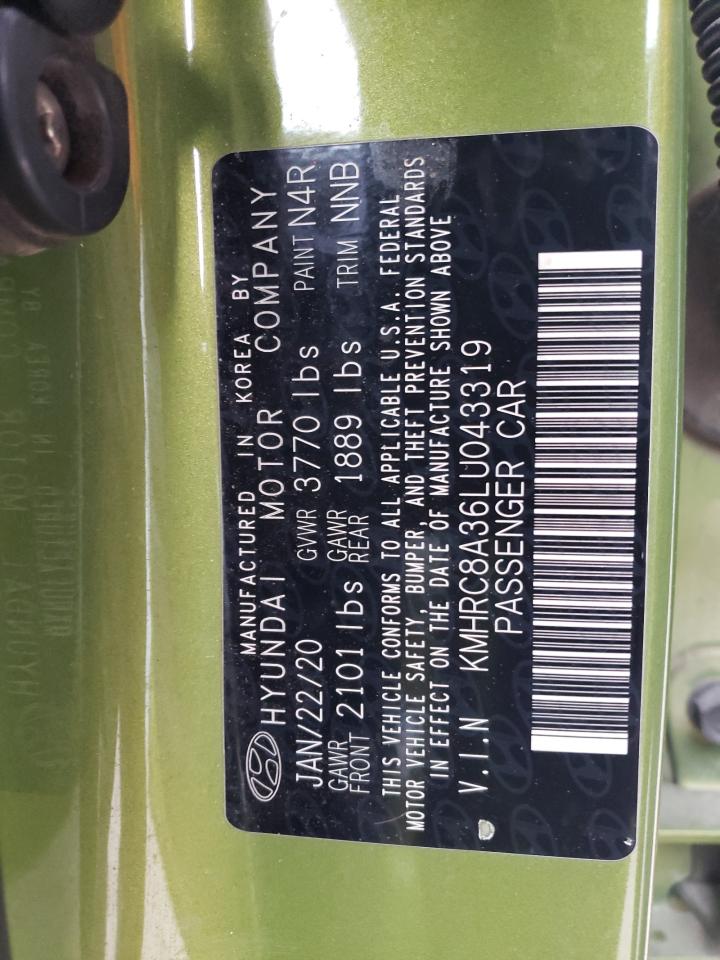 MANUFACTURED IN KOREA BY
HYUNDAI MOTOR COMPANY
JAN/22/20 GVWR 3770 lbs PAINT N4R
GAWR FRONT 2101 lbs GAWR REAR 1889 lbs TRIM NNB
THIS VEHICLE CONFORMS TO ALL APPLICABLE U.S.A. FEDERAL
MOTOR VEHICLE SAFETY, BUMPER, AND THEFT PREVENTION STANDARDS
IN EFFECT ON THE DATE OF MANUFACTURE SHOWN ABOVE
V.I.N KMHRC8A36LU043319
PASSENGER CAR